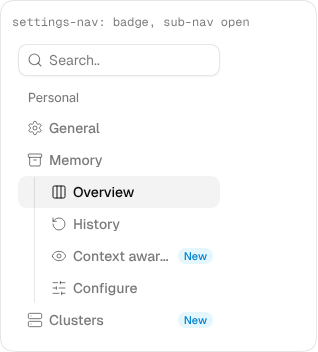 settings-nav: badge, sub-nav open
Search..
Personal
General
Memory
Overview
History
Context awar... New
Configure
Clusters New